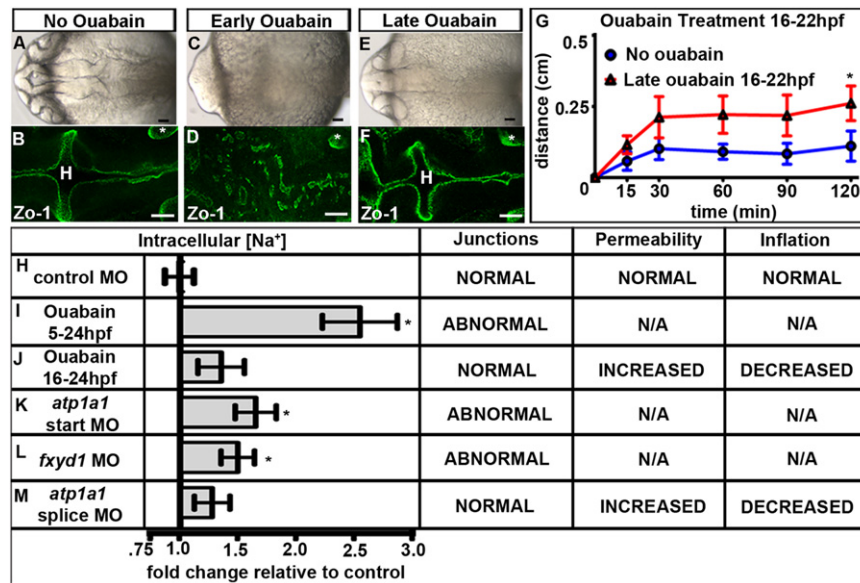 No Ouabain
Early Ouabain
Late Ouabain
A
C
E
B
*
H
Zo-1
D
*
Zo-1
F
*
H
Zo-1
G
Ouabain Treatment 16-22hpf
0.5
0.25
0
distance (cm)
No ouabain
Late ouabain 16-22hpf
*
15 30 60 90 120
time (min)
Intracellular [Na⁺] Junctions Permeability Inflation
H control MO NORMAL NORMAL NORMAL
I Ouabain 5-24hpf * ABNORMAL N/A N/A
J Ouabain 16-24hpf NORMAL INCREASED DECREASED
K atp1a1 start MO * ABNORMAL N/A N/A
L fxyd1 MO * ABNORMAL N/A N/A
M atp1a1 splice MO NORMAL INCREASED DECREASED
.75 1.0 1.5 2.0 2.5 3.0
fold change relative to control